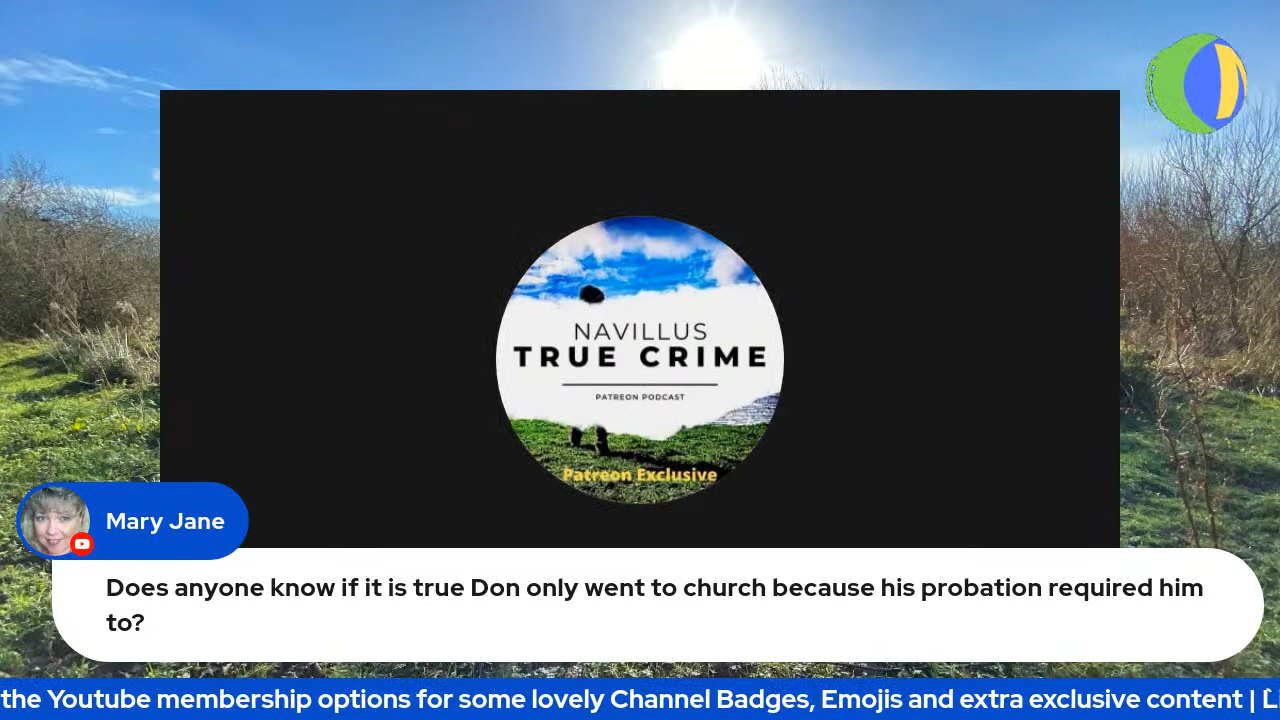 NAVILLUS
TRUE CRIME
PATREON PODCAST
Patreon Exclusive
Mary Jane
Does anyone know if it is true Don only went to church because his probation required him
to?
the Youtube membership options for some lovely Channel Badges, Emojis and extra exclusive content |